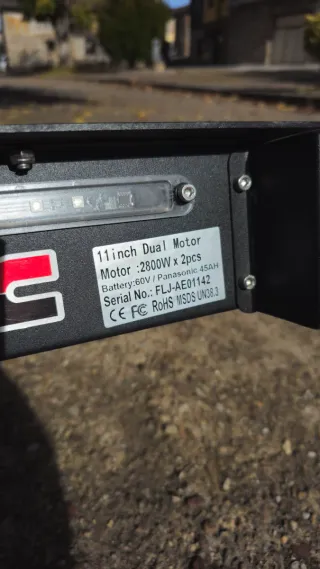 11inch Dual Motor
Motor :2800W x 2pcs
Battery:60V / Panasonic 45AH
Serial No.: FLJ-AE01142
CE FC RoHS MSDS UN38.3